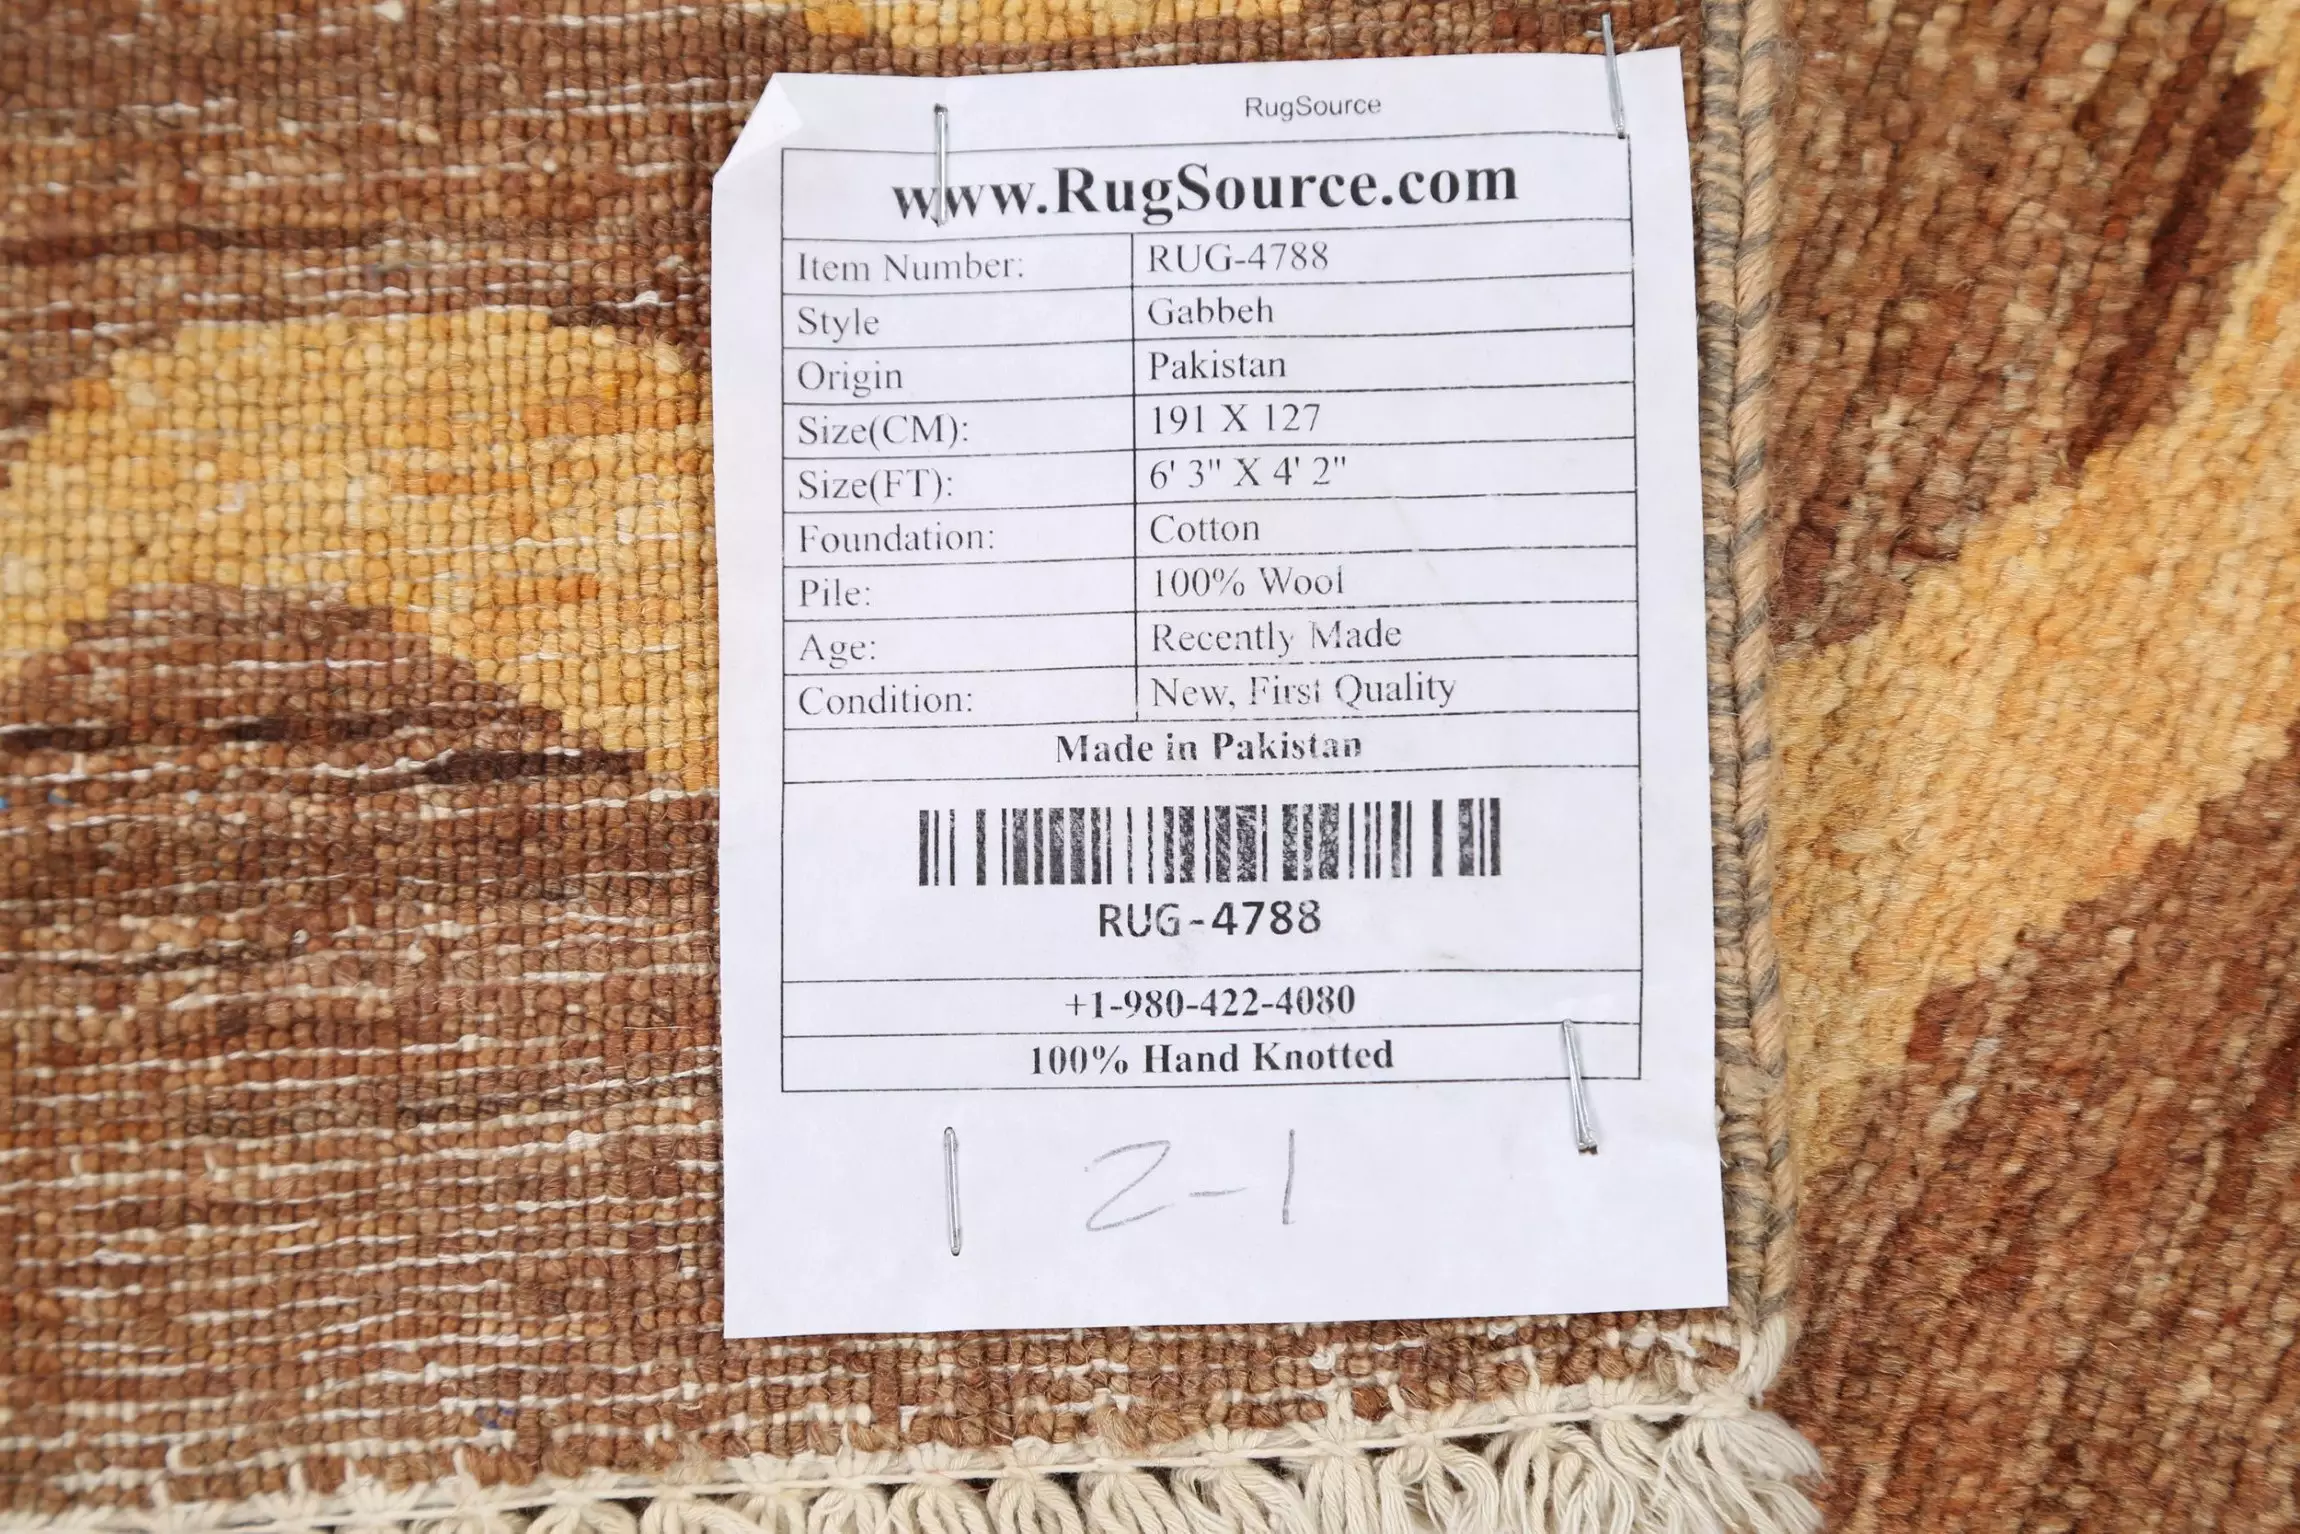 RugSource
www.RugSource.com
Item Number: RUG-4788
Style Gabbeh
Origin Pakistan
Size(CM): 191 X 127
Size(FT): 6' 3" X 4' 2"
Foundation: Cotton
Pile: 100% Wool
Age: Recently Made
Condition: New, First Quality
Made in Pakistan
RUG-4788
+1-980-422-4080
100% Hand Knotted
2-1